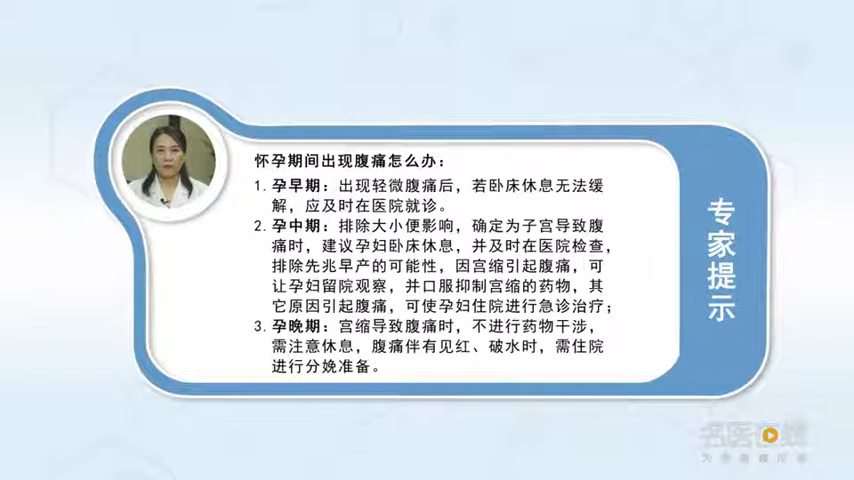 怀孕期间出现腹痛怎么办：
1. 孕早期：出现轻微腹痛后，若卧床休息无法缓
解，应及时在医院就诊。
2. 孕中期：排除大小便影响，确定为子宫导致腹
痛时，建议孕妇卧床休息，并及时在医院检查，
排除先兆早产的可能性，因宫缩引起腹痛，可
让孕妇留院观察，并口服抑制宫缩的药物，其
它原因引起腹痛，可使孕妇住院进行急诊治疗；
3. 孕晚期：宫缩导致腹痛时，不进行药物干涉，
需注意休息，腹痛伴有见红、破水时，需住院
进行分娩准备。
专家提示
名医在线